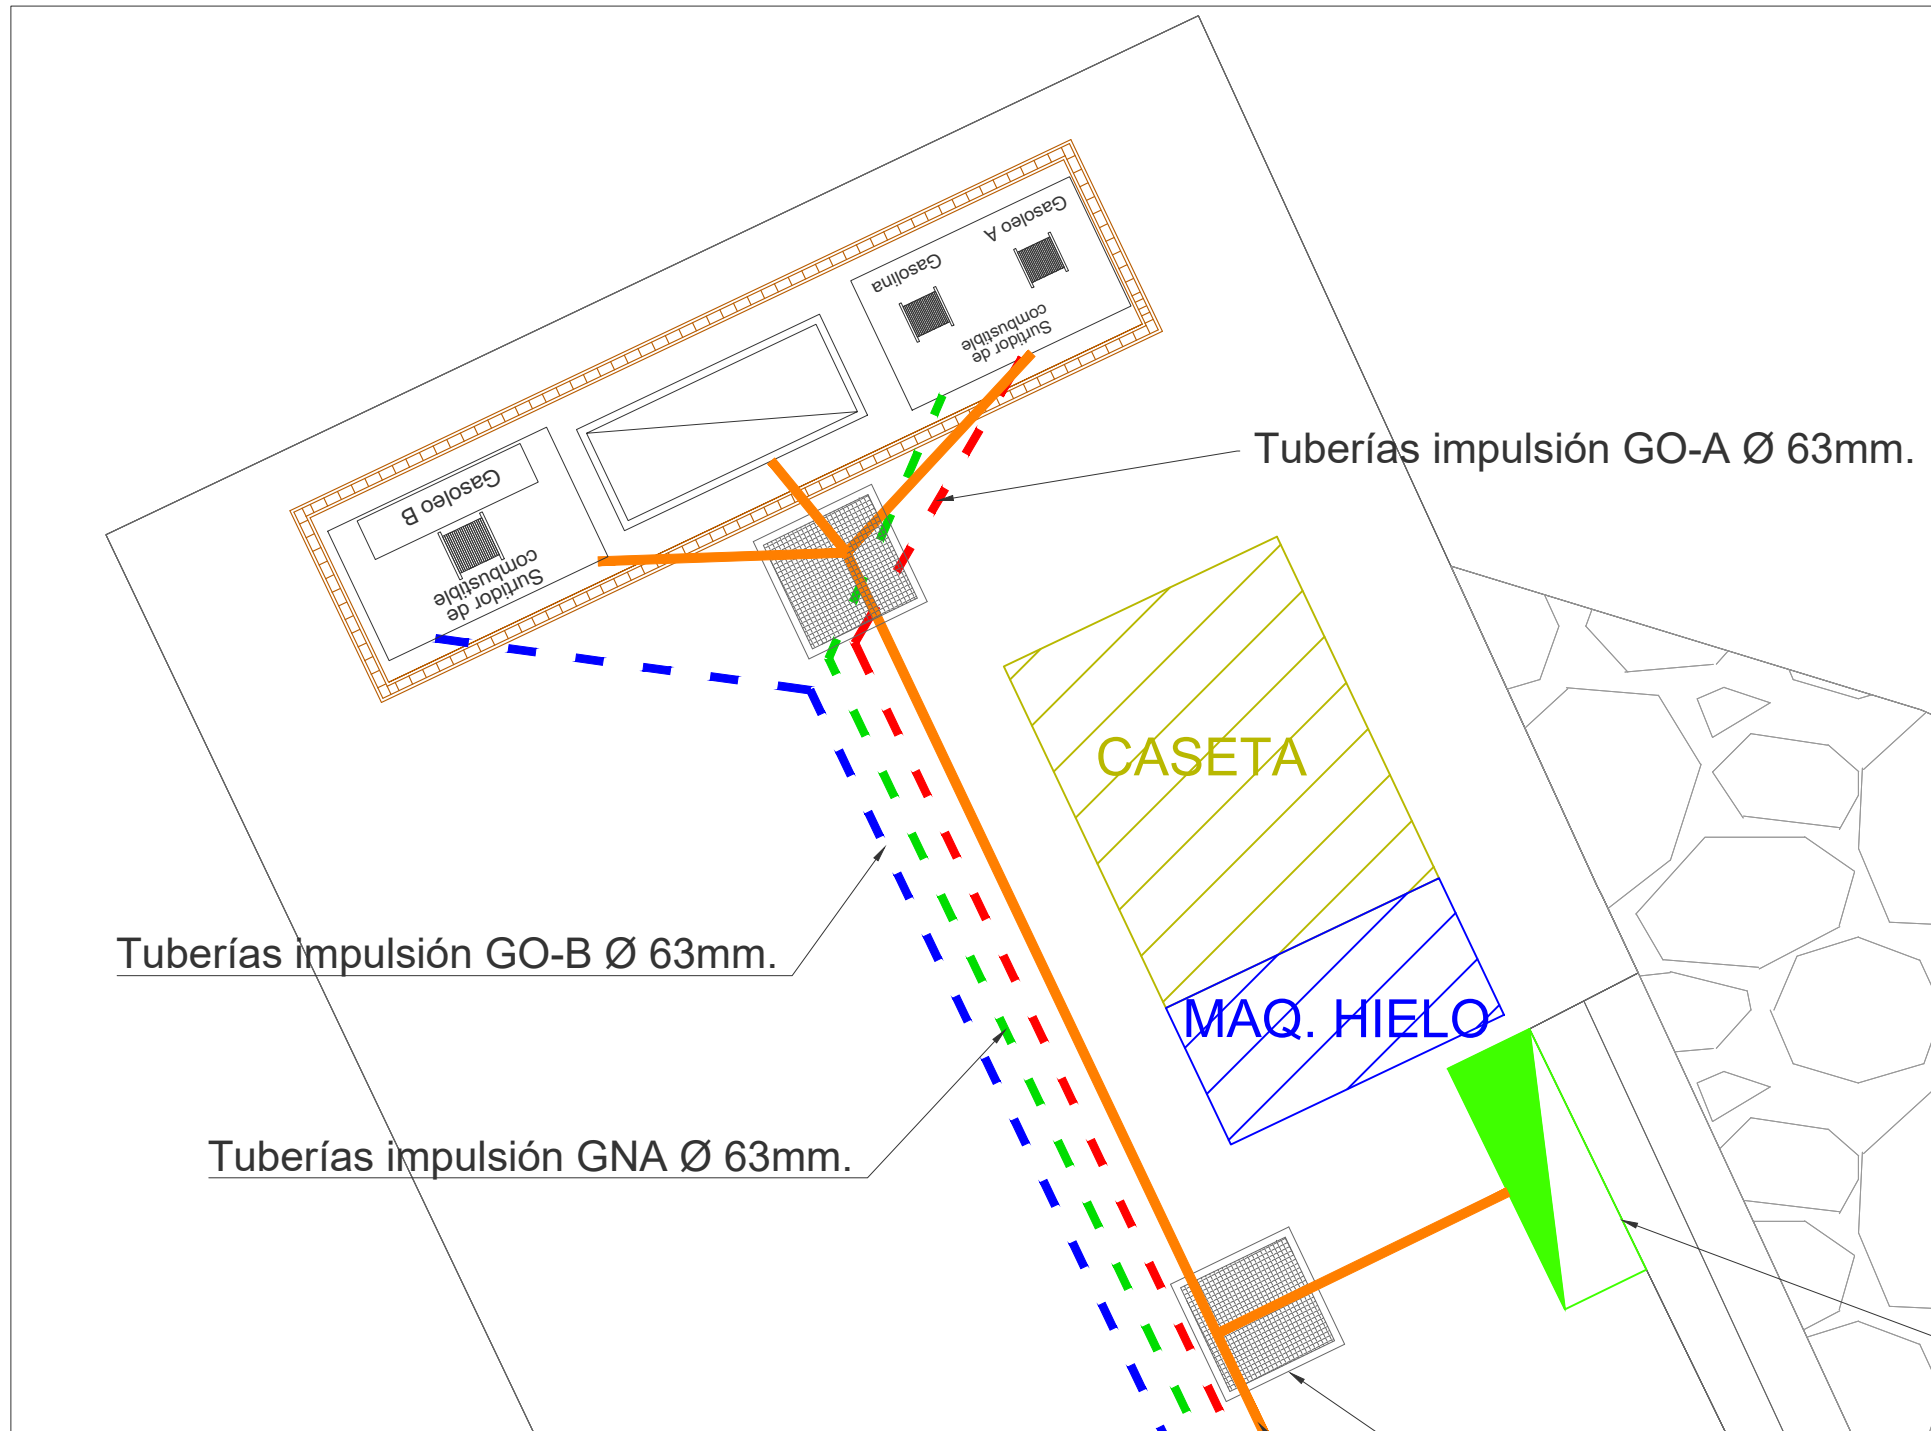 Gasoleo A
Gasolina
Surtidor de
combustible
Tuberías impulsión GO-A Ø 63mm.
Gasoleo B
Surtidor de
combustible
CASETA
Tuberías impulsión GO-B Ø 63mm.
MAQ. HIELO
Tuberías impulsión GNA Ø 63mm.